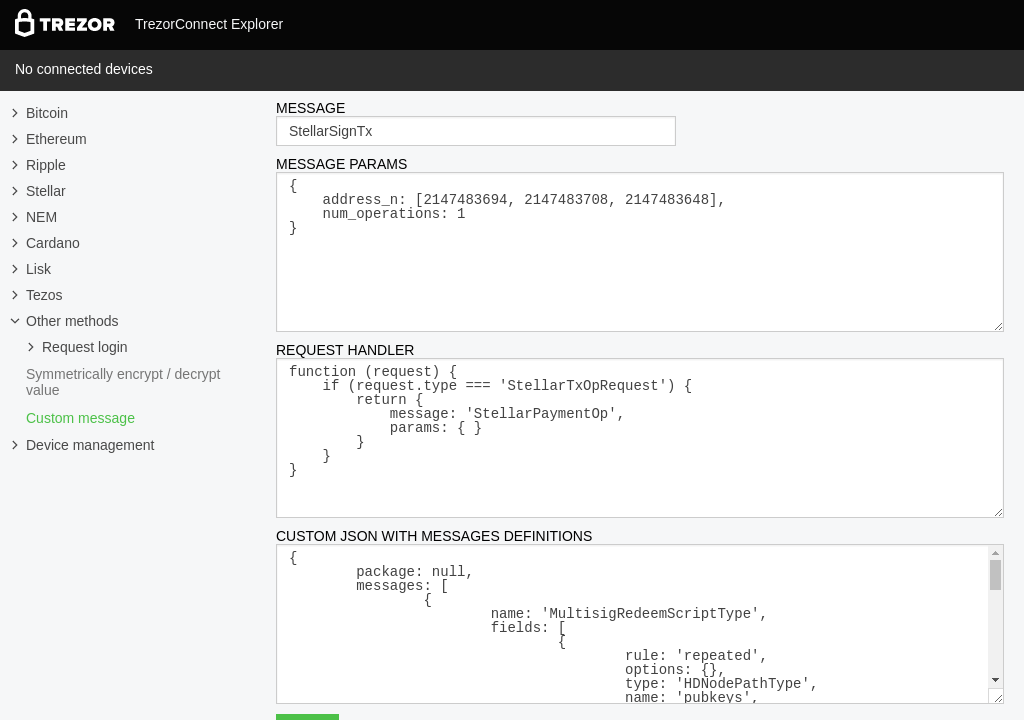 TREZOR TrezorConnect Explorer
No connected devices
Bitcoin
Ethereum
Ripple
Stellar
NEM
Cardano
Lisk
Tezos
Other methods
Request login
Symmetrically encrypt / decrypt
value
Custom message
Device management
MESSAGE
StellarSignTx
MESSAGE PARAMS
{
    address_n: [2147483694, 2147483708, 2147483648],
    num_operations: 1
}
REQUEST HANDLER
function (request) {
    if (request.type === 'StellarTxOpRequest') {
        return {
            message: 'StellarPaymentOp',
            params: { }
        }
    }
}
CUSTOM JSON WITH MESSAGES DEFINITIONS
{
        package: null,
        messages: [
                {
                        name: 'MultisigRedeemScriptType',
                        fields: [
                                {
                                        rule: 'repeated',
                                        options: {},
                                        type: 'HDNodePathType',
                                        name: 'pubkeys',